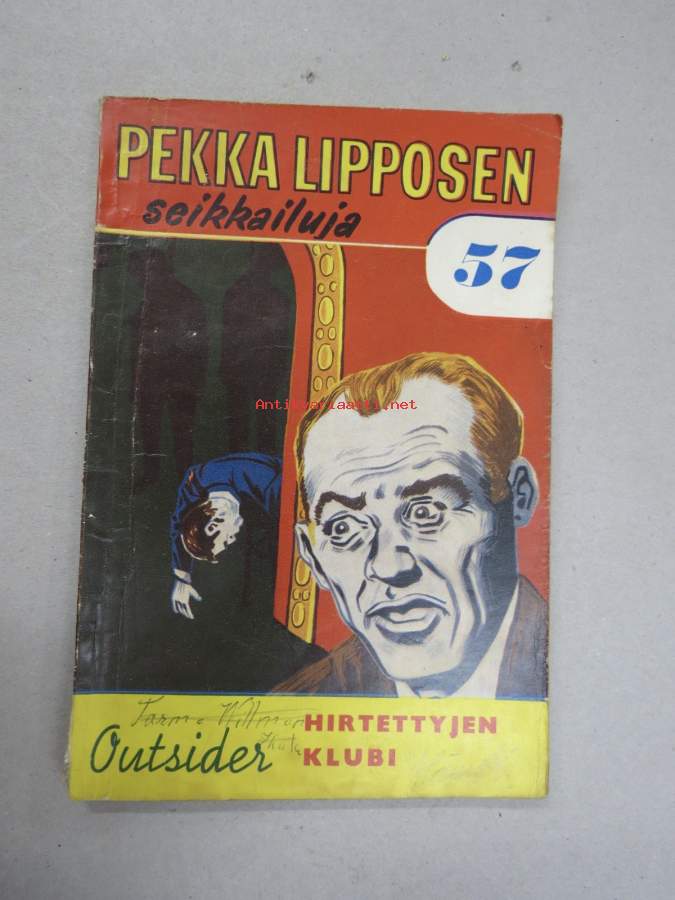 PEKKA LIPPOSEN
seikkailuja
57
Antikvariaatti.net
HIRTETTYJEN
Outsider KLUBI